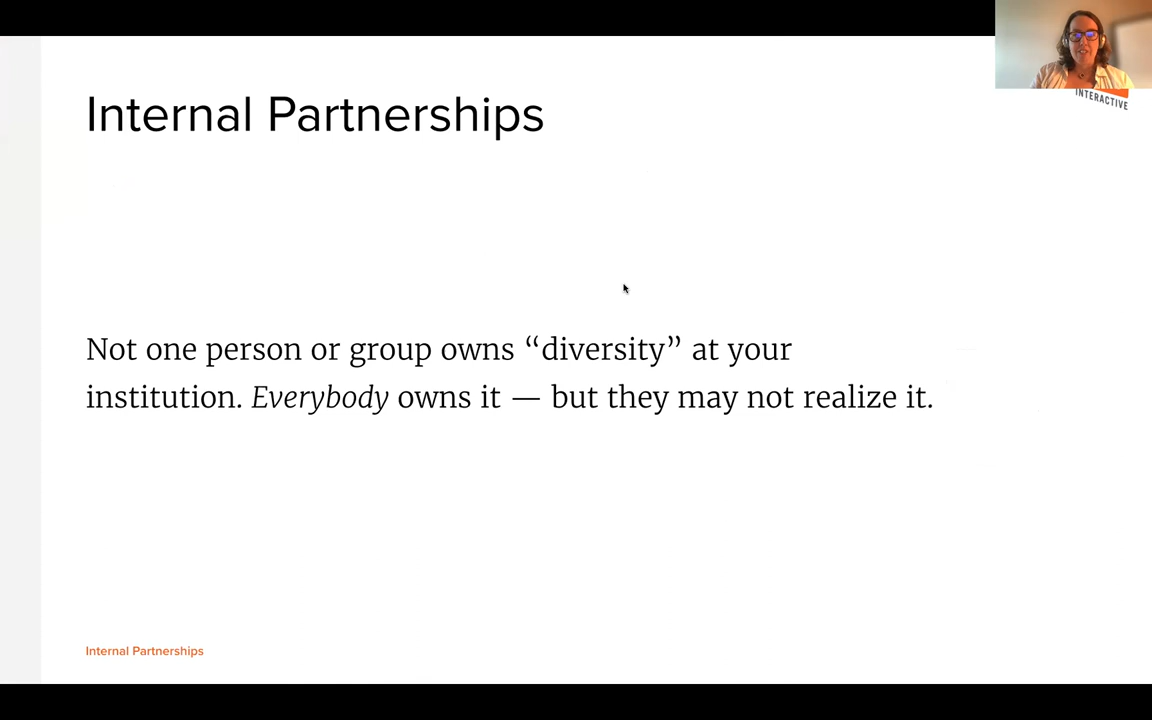 INTERACTIVE
Internal Partnerships
Not one person or group owns “diversity” at your
institution. Everybody owns it — but they may not realize it.
Internal Partnerships